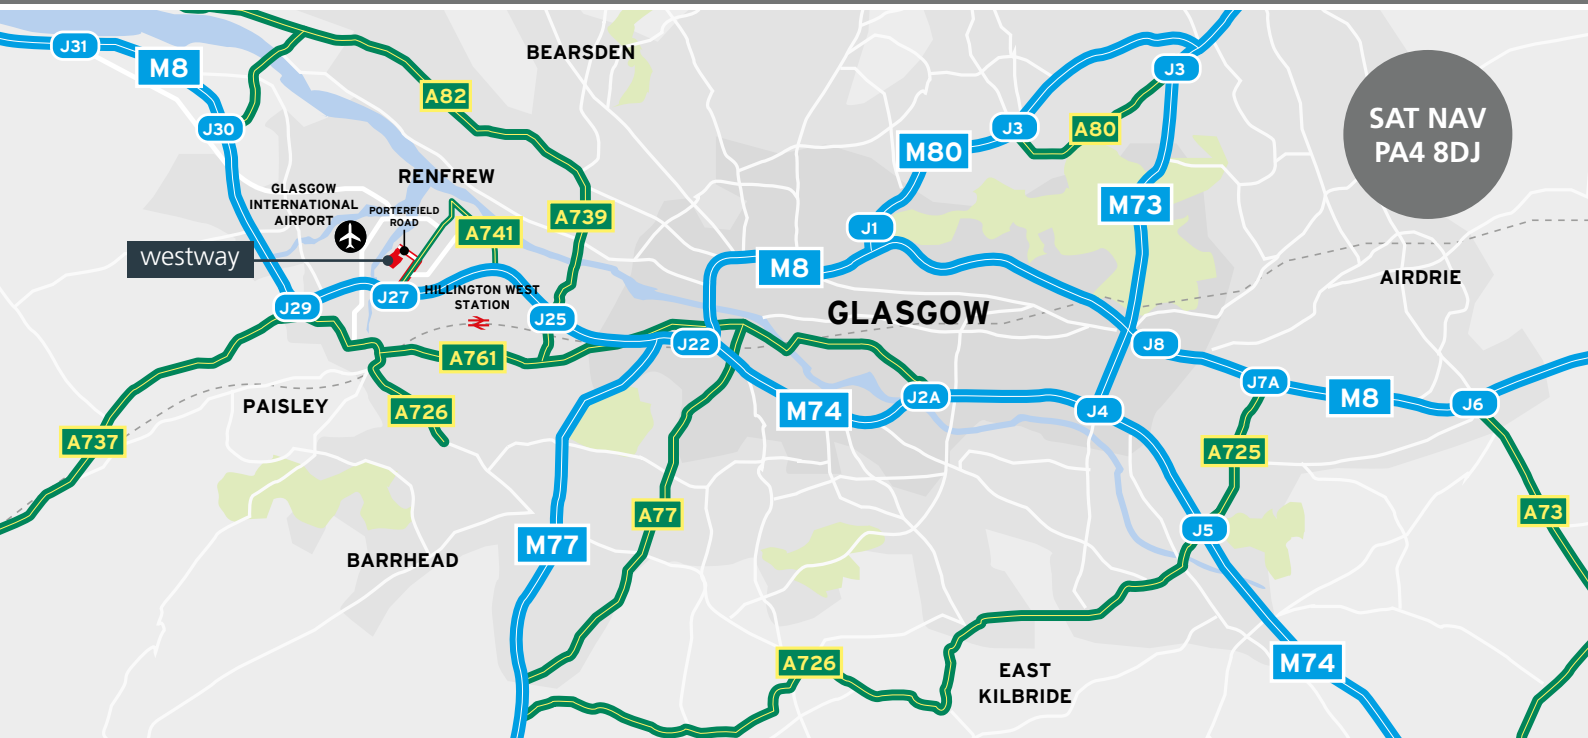 J31
M8
BEARSDEN
J3
A82
SAT NAV
PA4 8DJ
J30
J3
A80
M80
RENFREW
GLASGOW
INTERNATIONAL
AIRPORT
PORTERFIELD
ROAD
A739
M73
A741
J1
westway
M8
AIRDRIE
J29
J27
HILLINGTON WEST
STATION
GLASGOW
J25
J22
J8
A761
J7A
PAISLEY
A726
M74
J2A
J4
M8
J6
A737
A725
A77
A73
J5
M77
BARRHEAD
A726
EAST
KILBRIDE
M74